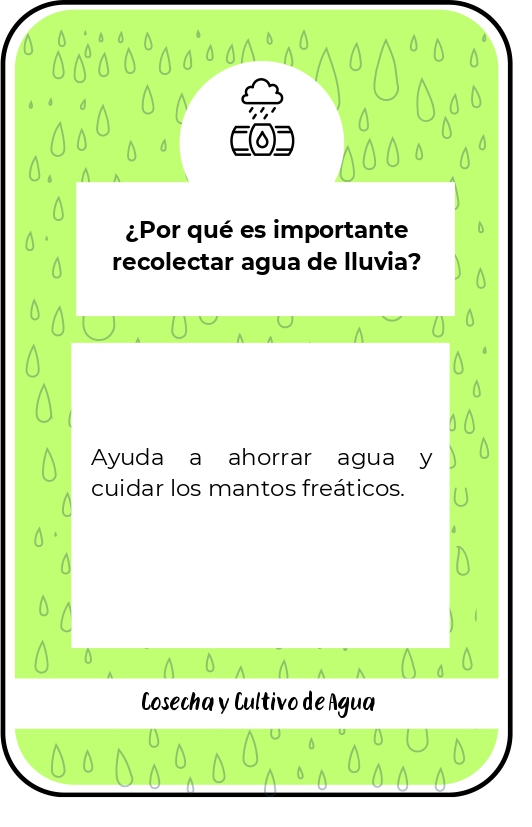 ¿Por qué es importante
recolectar agua de lluvia?
Ayuda a ahorrar agua y
cuidar los mantos freáticos.
Cosecha y Cultivo de Agua